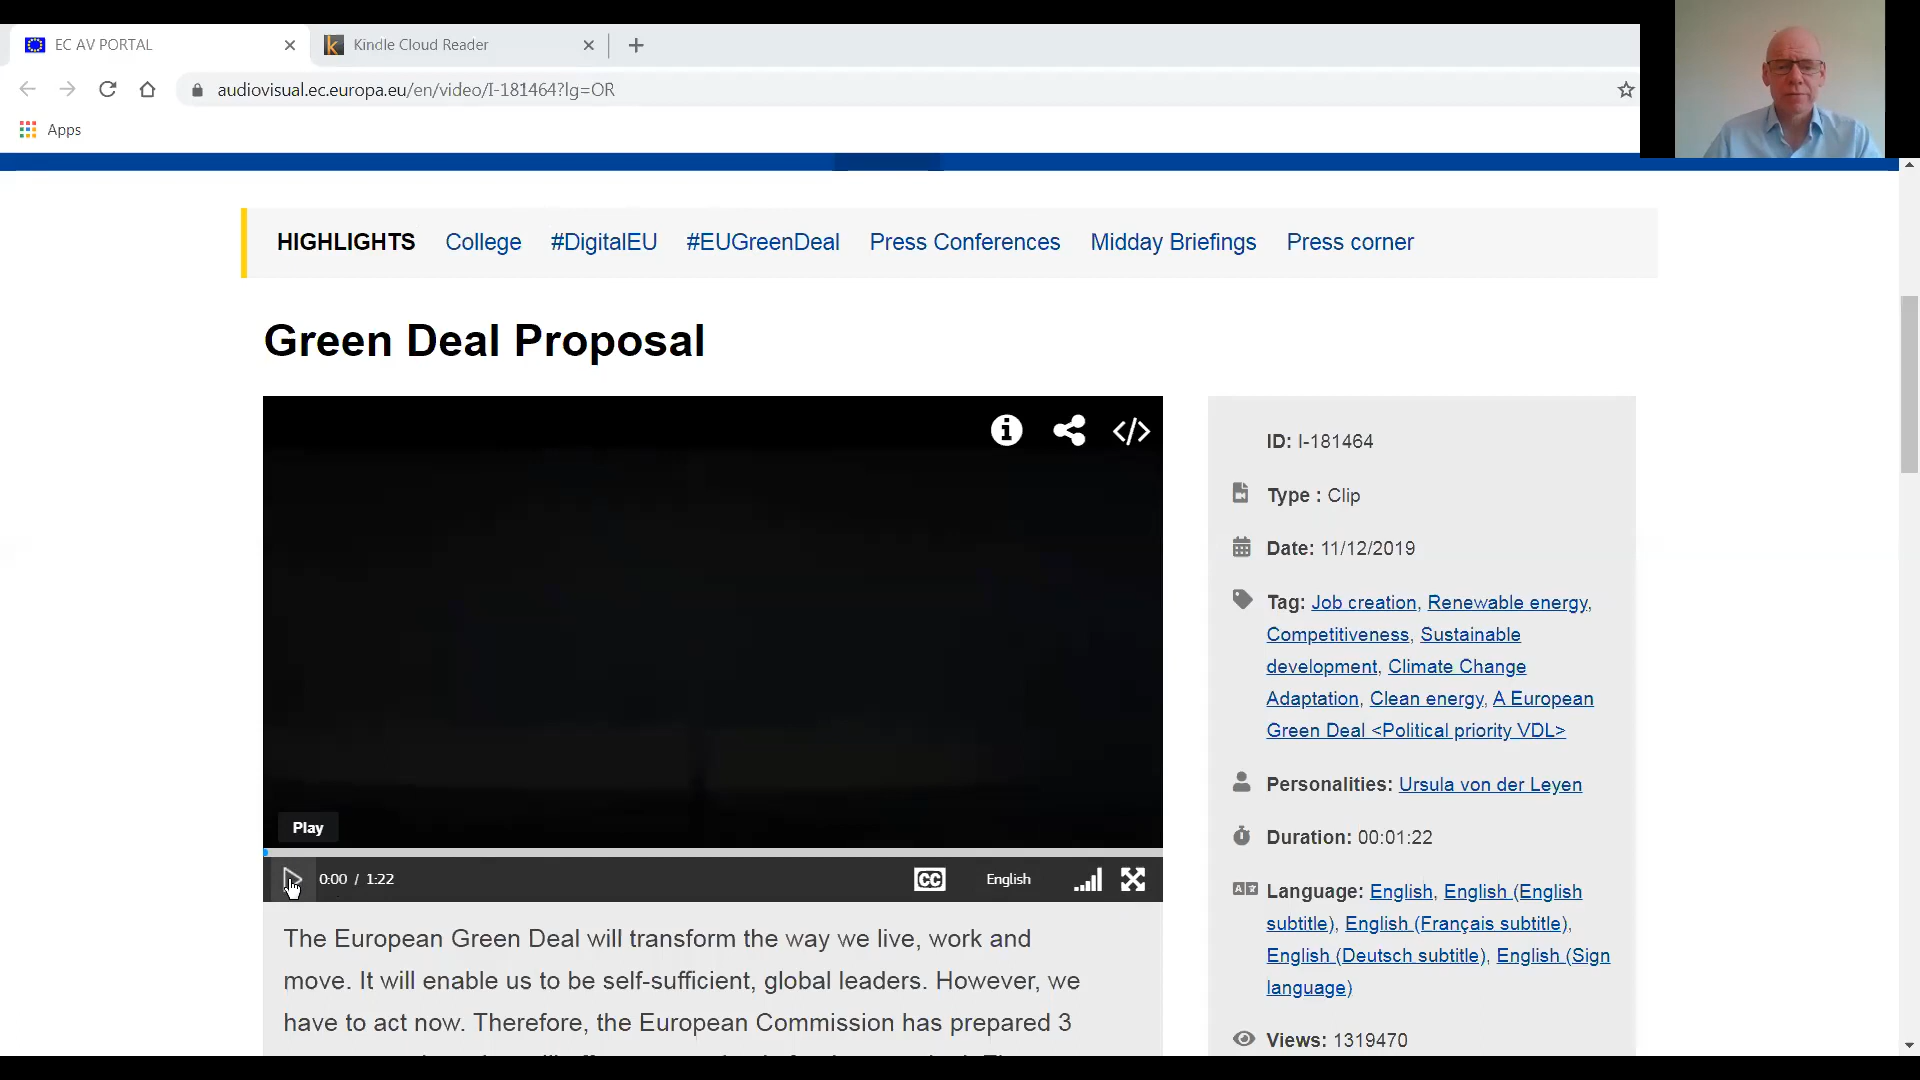 EC AV PORTAL
Kindle Cloud Reader
audiovisual.ec.europa.eu/en/video/I-181464?lg=OR
Apps
HIGHLIGHTS College #DigitalEU #EUGreenDeal Press Conferences Midday Briefings Press corner
Green Deal Proposal
Play
0:00 / 1:22
CC
English
The European Green Deal will transform the way we live, work and
move. It will enable us to be self-sufficient, global leaders. However, we
have to act now. Therefore, the European Commission has prepared 3
ID: I-181464
Type : Clip
Date: 11/12/2019
Tag: Job creation, Renewable energy,
Competitiveness, Sustainable
development, Climate Change
Adaptation, Clean energy, A European
Green Deal <Political priority VDL>
Personalities: Ursula von der Leyen
Duration: 00:01:22
Language: English, English (English
subtitle), English (Français subtitle),
English (Deutsch subtitle), English (Sign
language)
Views: 1319470